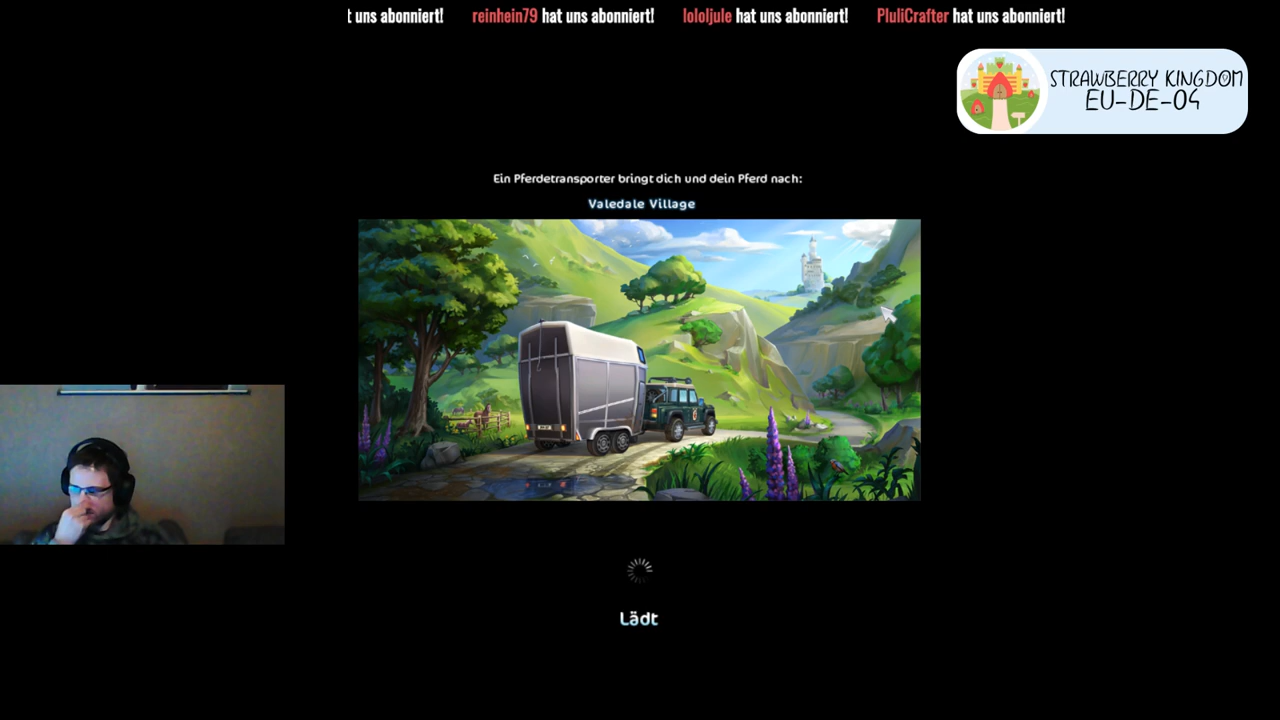 t uns abonniert! reinhein79 hat uns abonniert! lololjule hat uns abonniert! PluliCrafter hat uns abonniert!
STRAWBERRY KINGDOM
EU-DE-04
Ein Pferdetransporter bringt dich und dein Pferd nach:
Valedale Village
Lädt